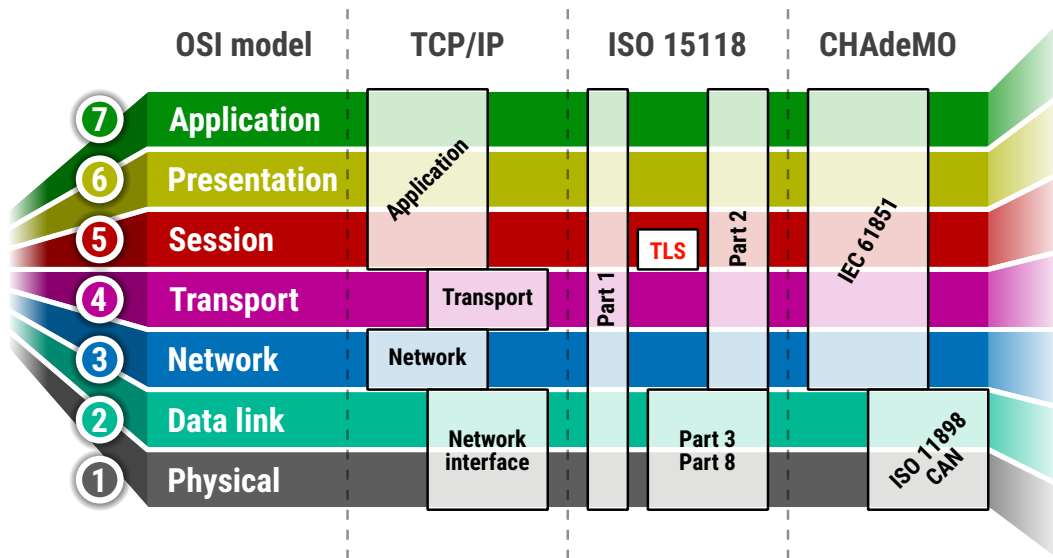 OSI model
TCP/IP
ISO 15118
CHAdeMO
7
Application
6
Presentation
5
Session
4
Transport
3
Network
2
Data link
1
Physical
Application
Transport
Network
Network
interface
Part 1
TLS
Part 2
Part 3
Part 8
IEC 61851
ISO 11898
CAN